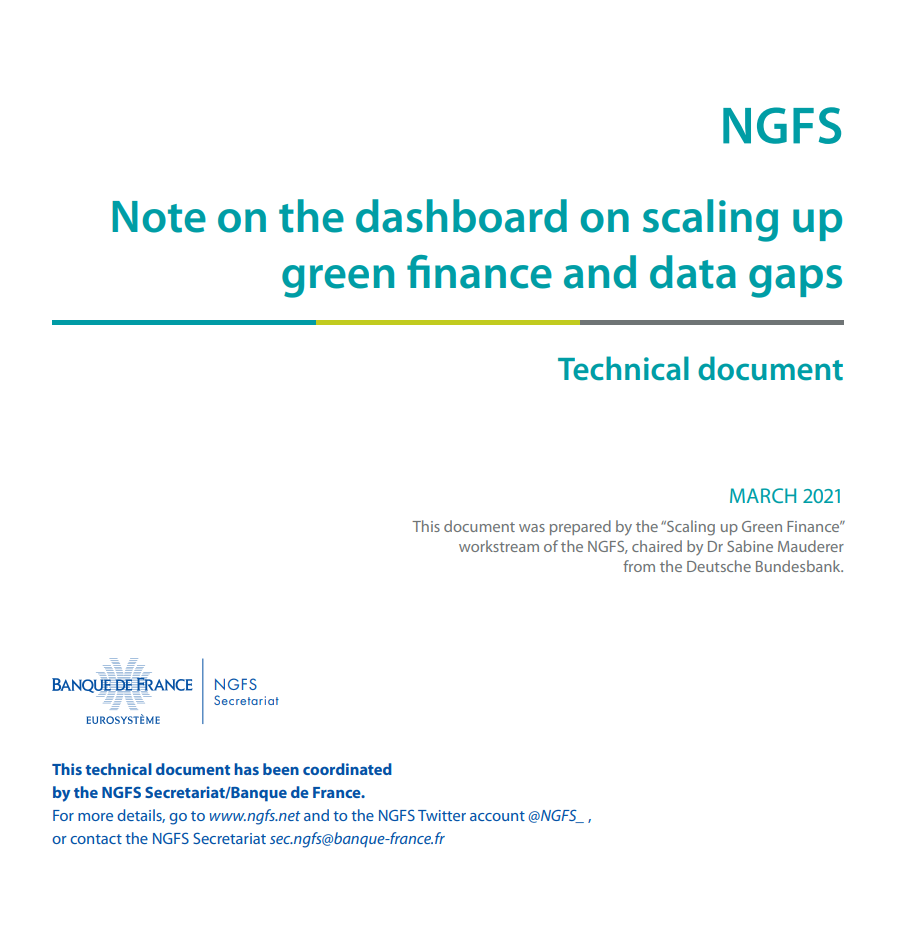 NGFS
Note on the dashboard on scaling up
green finance and data gaps
Technical document
MARCH 2021
This document was prepared by the “Scaling up Green Finance”
workstream of the NGFS, chaired by Dr Sabine Mauderer
from the Deutsche Bundesbank.
BANQUE DE FRANCE
EUROSYSTÈME
NGFS
Secretariat
This technical document has been coordinated
by the NGFS Secretariat/Banque de France.
For more details, go to www.ngfs.net and to the NGFS Twitter account @NGFS_ ,
or contact the NGFS Secretariat sec.ngfs@banque-france.fr